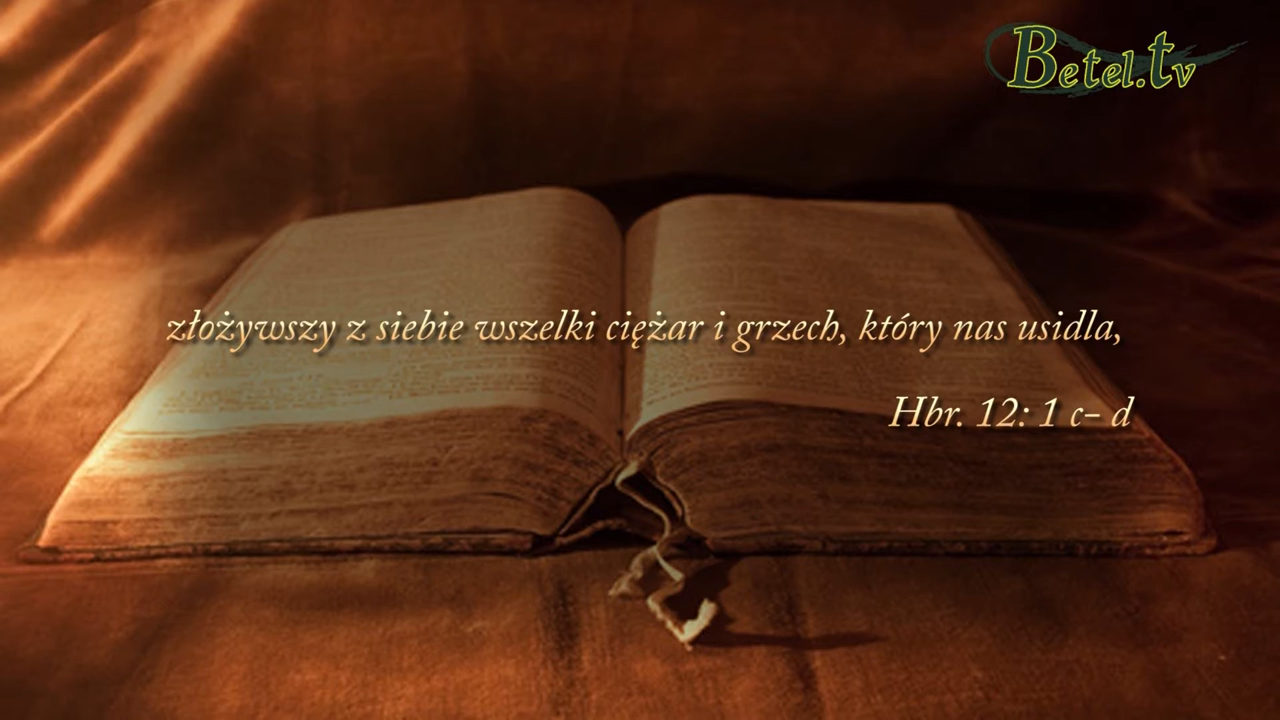 Betel.tv
złożywszy z siebie wszelki ciężar i grzech, który nas usidla,
Hbr. 12: 1 c– d